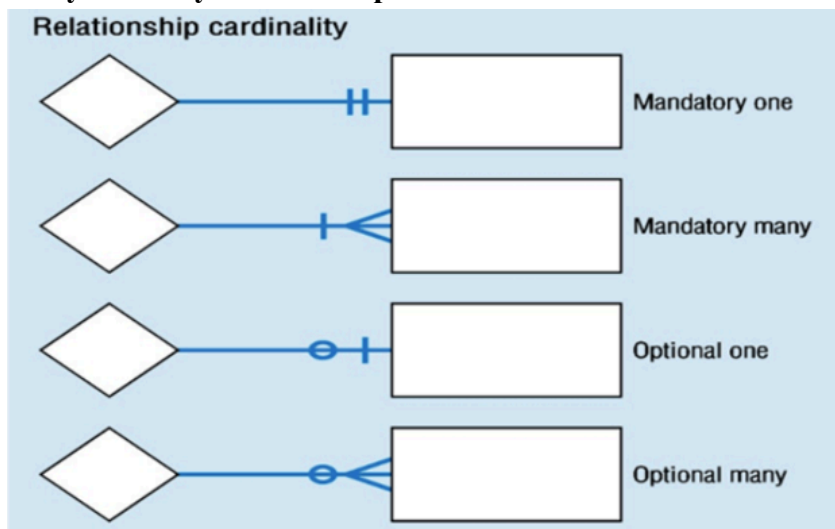 Relationship cardinality
Mandatory one
Mandatory many
Optional one
Optional many